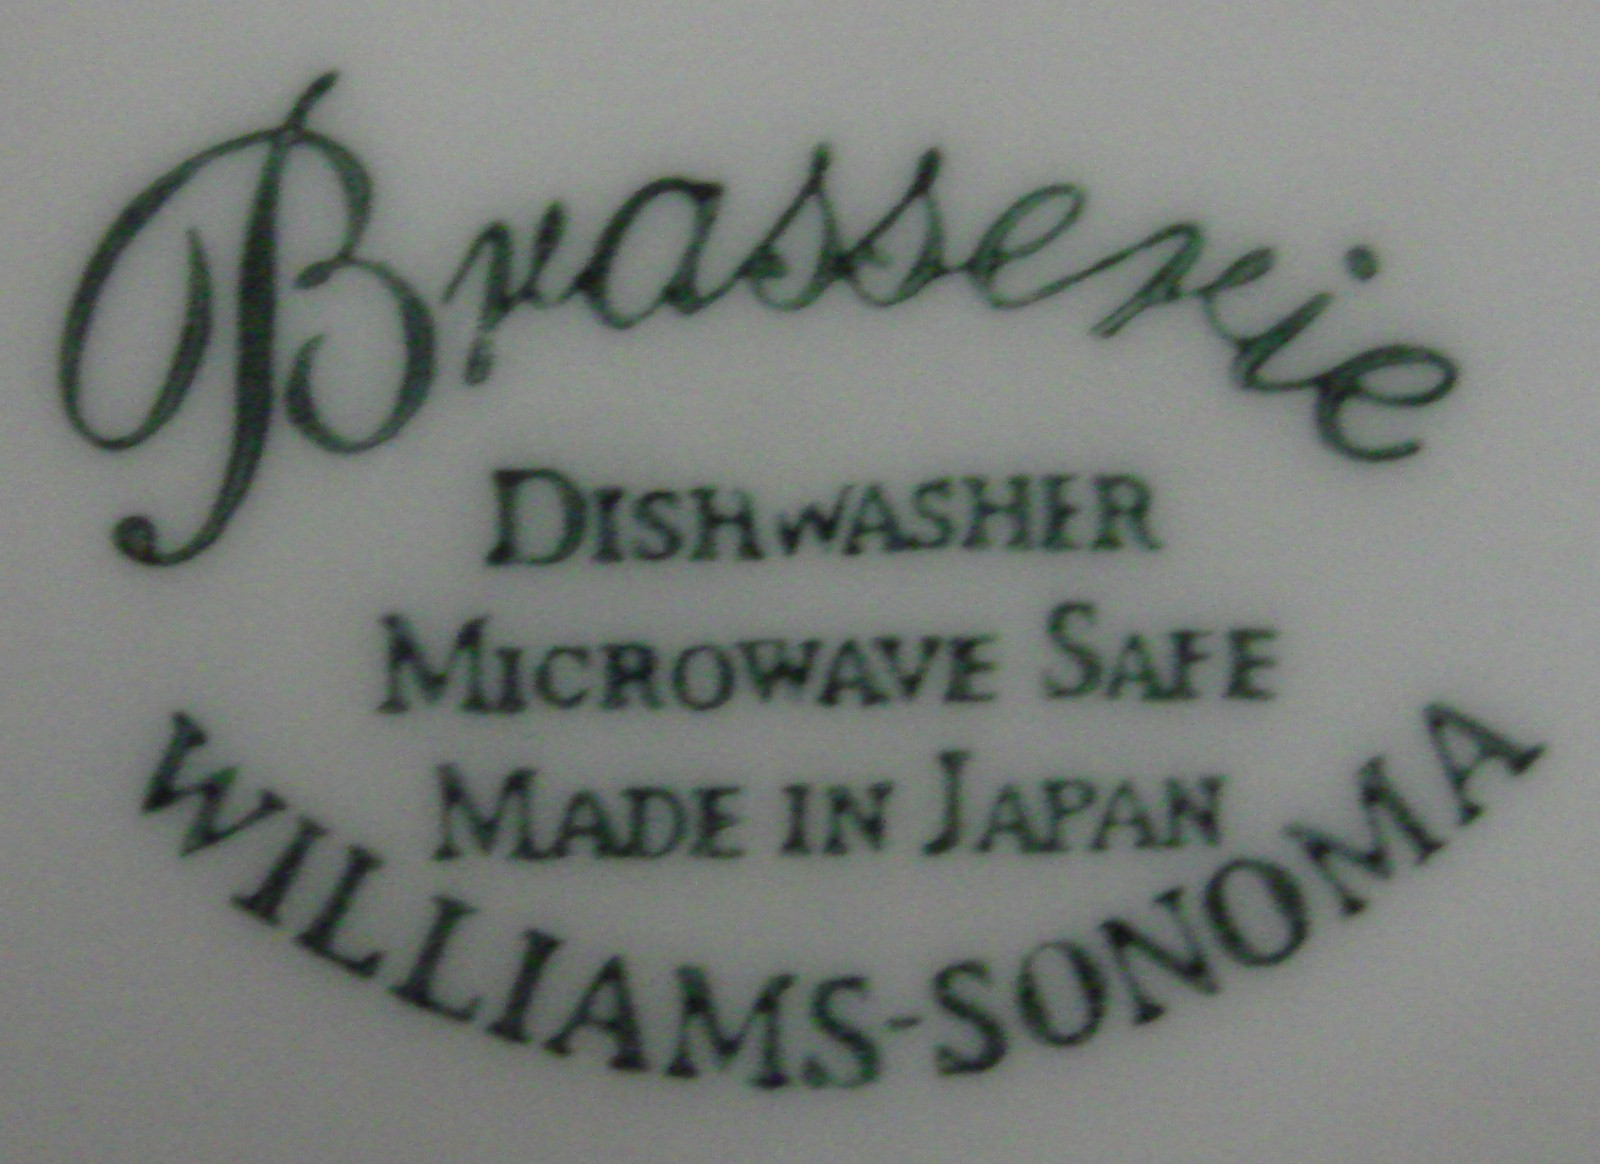 Brasserie
DISHWASHER
MICROWAVE SAFE
MADE IN JAPAN
WILLIAMS-SONOMA